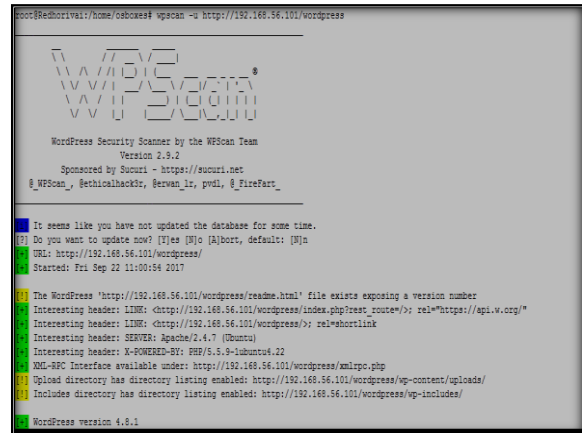 root@Redhorivai:/home/osboxes# wpscan -u http://192.168.56.101/wordpress
WPScan ®
WordPress Security Scanner by the WPScan Team
Version 2.9.2
Sponsored by Sucuri - https://sucuri.net
@_WPScan_, @ethicalhack3r, @erwan_lr, pvdl, @_FireFart_
It seems like you have not updated the database for some time.
[?] Do you want to update now? [Y]es [N]o [A]bort, default: [N]n
[+] URL: http://192.168.56.101/wordpress/
[+] Started: Fri Sep 22 11:00:54 2017
[!] The WordPress 'http://192.168.56.101/wordpress/readme.html' file exists exposing a version number
[+] Interesting header: LINK: <http://192.168.56.101/wordpress/index.php?rest_route=/>; rel="https://api.w.org/"
[+] Interesting header: LINK: <http://192.168.56.101/wordpress/>; rel=shortlink
[+] Interesting header: SERVER: Apache/2.4.7 (Ubuntu)
[+] Interesting header: X-POWERED-BY: PHP/5.5.9-1ubuntu4.22
[+] XML-RPC Interface available under: http://192.168.56.101/wordpress/xmlrpc.php
[!] Upload directory has directory listing enabled: http://192.168.56.101/wordpress/wp-content/uploads/
[!] Includes directory has directory listing enabled: http://192.168.56.101/wordpress/wp-includes/
[+] WordPress version 4.8.1